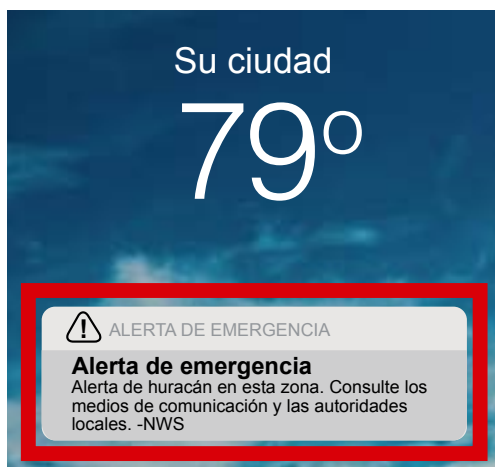 Su ciudad
79°
ALERTA DE EMERGENCIA
Alerta de emergencia
Alerta de huracán en esta zona. Consulte los
medios de comunicación y las autoridades
locales. -NWS